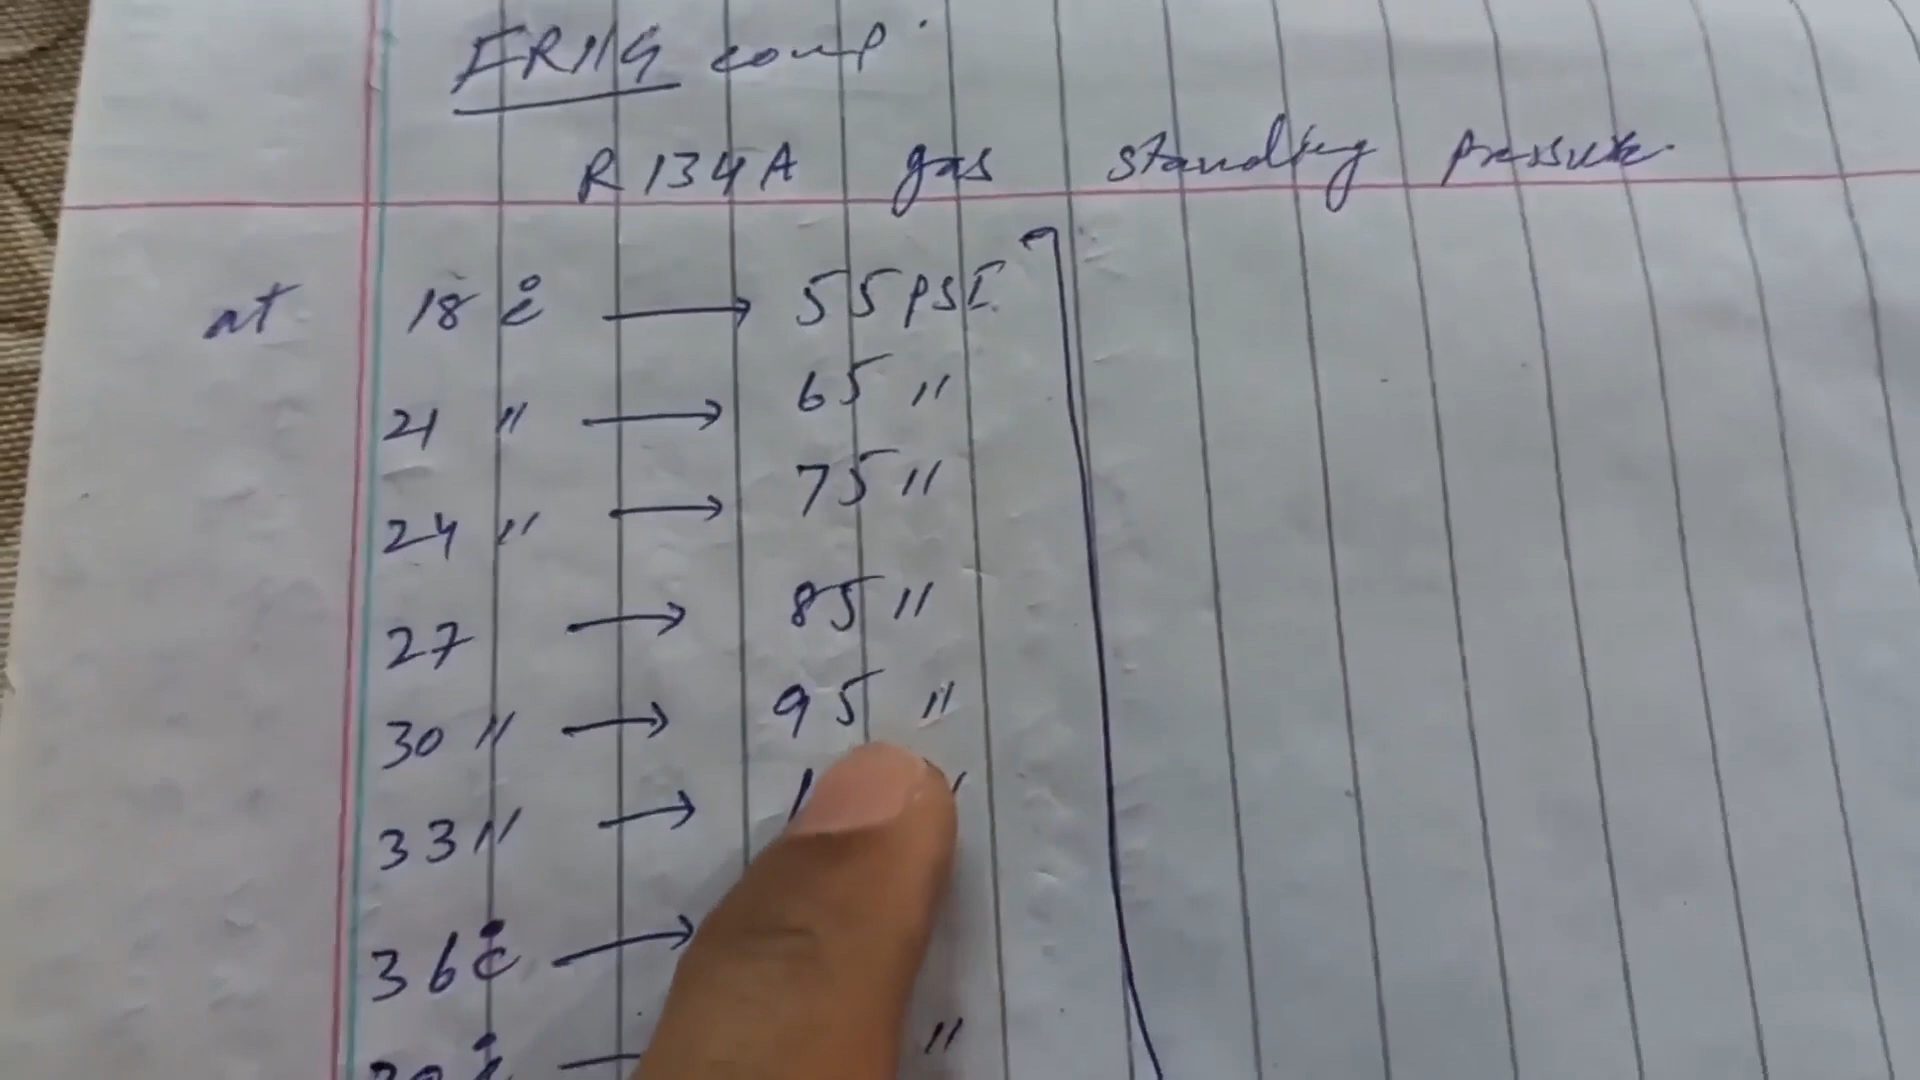 FR11G comp.
R134A gas standing pressure.
at 18 ċ → 55 PSI.
21 " → 65 "
24 " → 75 "
27 → 85 "
30 " → 95 "
33 " →
36 ċ →
"